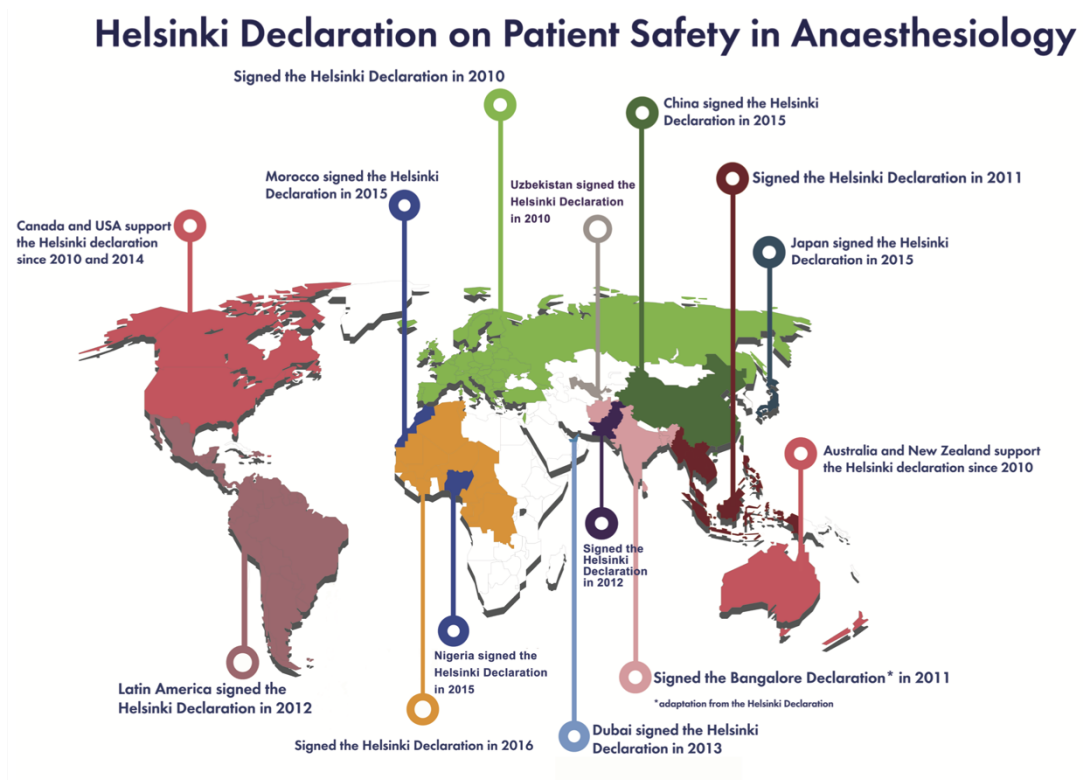 Helsinki Declaration on Patient Safety in Anaesthesiology
Signed the Helsinki Declaration in 2010
China signed the Helsinki
Declaration in 2015
Morocco signed the Helsinki
Declaration in 2015
Uzbekistan signed the
Helsinki Declaration
in 2010
Signed the Helsinki Declaration in 2011
Canada and USA support
the Helsinki declaration
since 2010 and 2014
Japan signed the Helsinki
Declaration in 2015
Australia and New Zealand support
the Helsinki declaration since 2010
Signed the
Helsinki
Declaration
in 2012
Nigeria signed the
Helsinki Declaration
in 2015
Latin America signed the
Helsinki Declaration in 2012
Signed the Bangalore Declaration* in 2011
*adaptation from the Helsinki Declaration
Signed the Helsinki Declaration in 2016
Dubai signed the Helsinki
Declaration in 2013